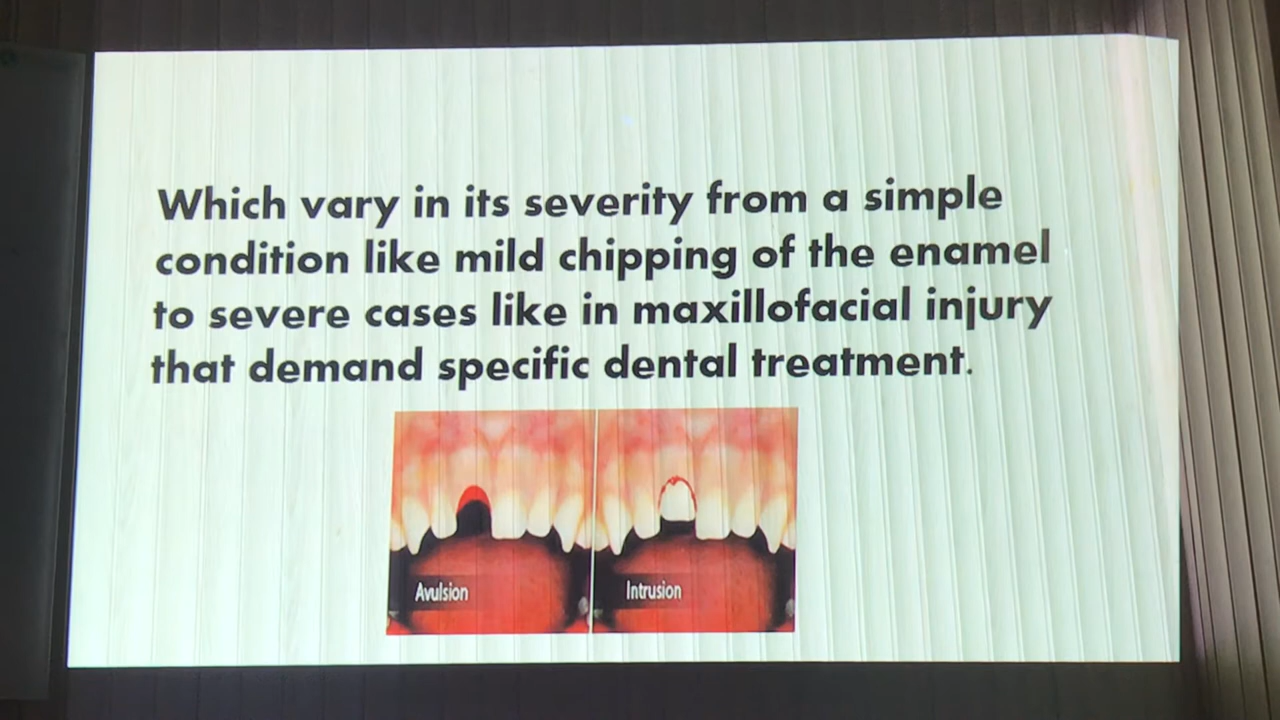 Which vary in its severity from a simple
condition like mild chipping of the enamel
to severe cases like in maxillofacial injury
that demand specific dental treatment.
Avulsion
Intrusion